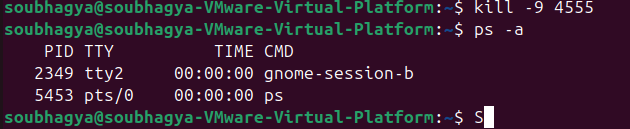 soubhagya@soubhagya-VMware-Virtual-Platform:~$ kill -9 4555
soubhagya@soubhagya-VMware-Virtual-Platform:~$ ps -a
    PID TTY          TIME CMD
   2349 tty2     00:00:00 gnome-session-b
   5453 pts/0    00:00:00 ps
soubhagya@soubhagya-VMware-Virtual-Platform:~$ S